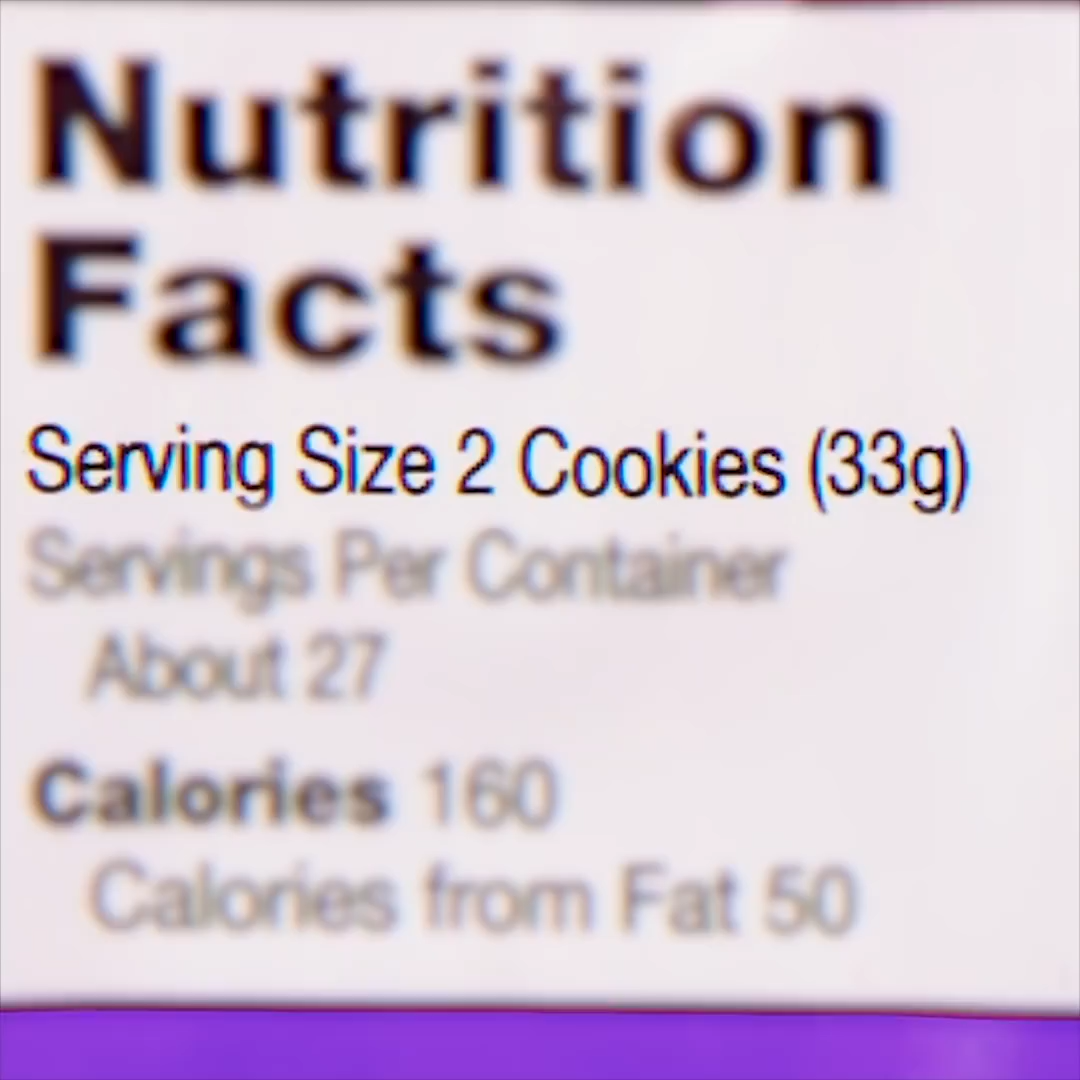 Nutrition
Facts
Serving Size 2 Cookies (33g)
Servings Per Container
About 27
Calories 160
Calories from Fat 50